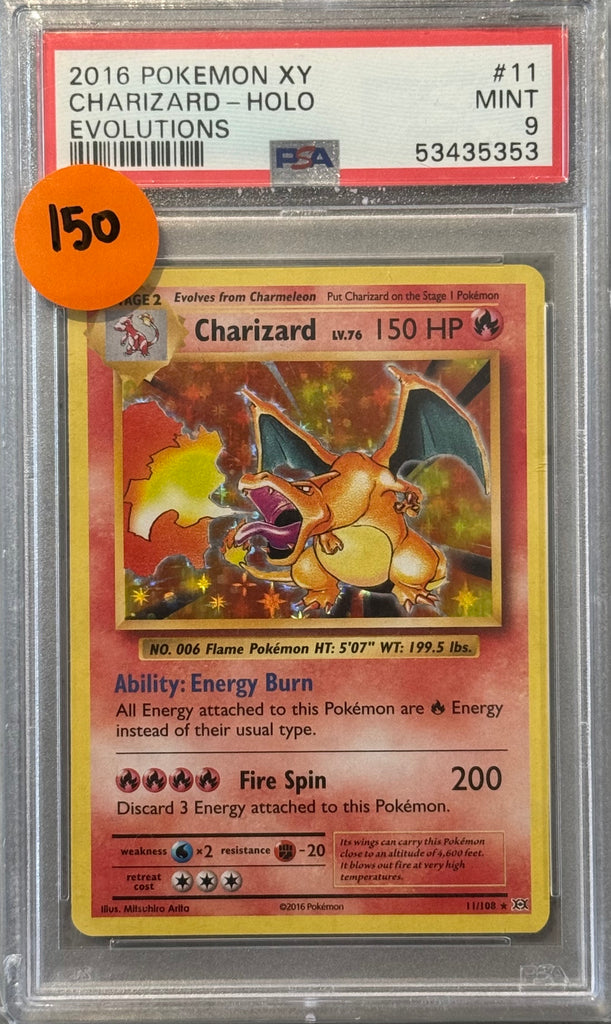 2016 POKEMON XY #11
CHARIZARD - HOLO MINT
EVOLUTIONS 9
PSA 53435353
150
AGE 2 Evolves from Charmeleon Put Charizard on the Stage 1 Pokémon
Charizard LV.76 150 HP
NO. 006 Flame Pokémon HT: 5'07" WT: 199.5 lbs.
Ability: Energy Burn
All Energy attached to this Pokémon are Energy
instead of their usual type.
Fire Spin 200
Discard 3 Energy attached to this Pokémon.
weakness ×2 resistance -20
retreat
cost
Its wings can carry this Pokémon
close to an altitude of 4,600 feet.
It blows out fire at very high
temperatures.
Illus. Mitsuhiro Arita ©2016 Pokémon 11/108 ★
PSA